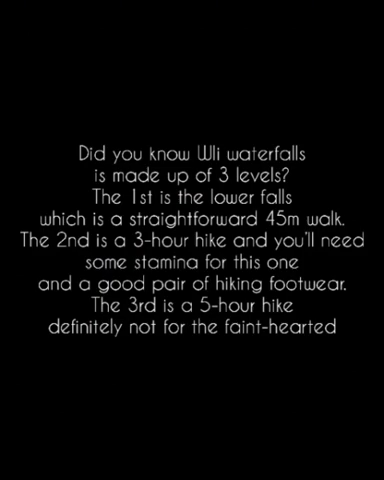 Did you know Wli waterfalls
is made up of 3 levels?
The 1st is the lower falls
which is a straightforward 45m walk.
The 2nd is a 3-hour hike and you'll need
some stamina for this one
and a good pair of hiking footwear.
The 3rd is a 5-hour hike
definitely not for the faint-hearted